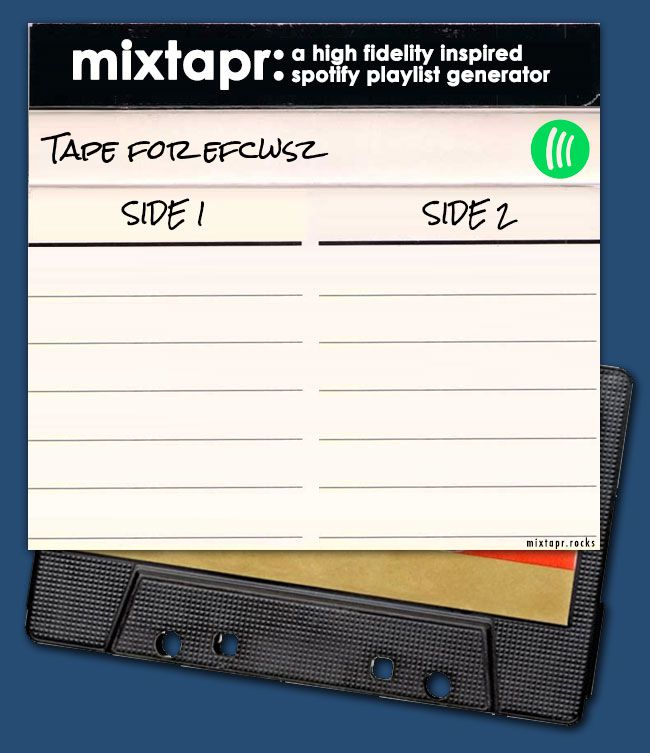 mixtapr: a high fidelity inspired
spotify playlist generator
Tape for efcwsz
SIDE 1
SIDE 2
mixtapr.rocks